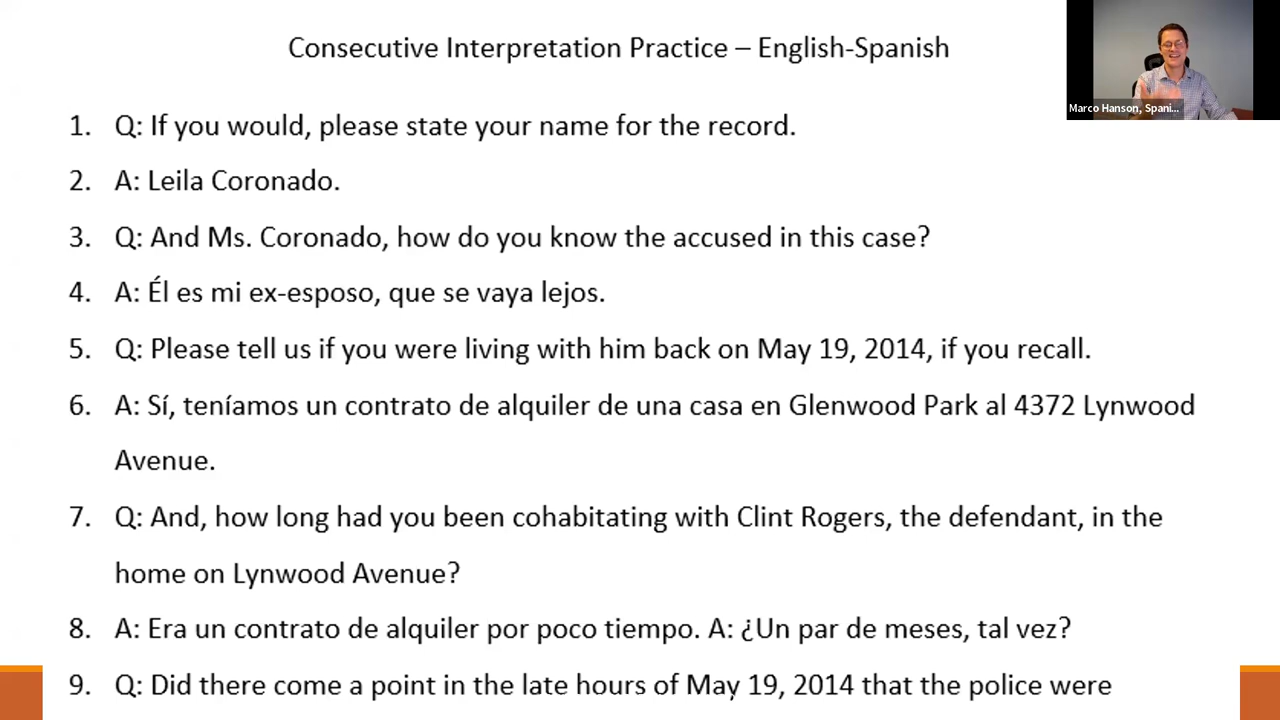 Consecutive Interpretation Practice – English-Spanish
Marco Hanson, Spani...
1. Q: If you would, please state your name for the record.
2. A: Leila Coronado.
3. Q: And Ms. Coronado, how do you know the accused in this case?
4. A: Él es mi ex-esposo, que se vaya lejos.
5. Q: Please tell us if you were living with him back on May 19, 2014, if you recall.
6. A: Sí, teníamos un contrato de alquiler de una casa en Glenwood Park al 4372 Lynwood
Avenue.
7. Q: And, how long had you been cohabitating with Clint Rogers, the defendant, in the
home on Lynwood Avenue?
8. A: Era un contrato de alquiler por poco tiempo. A: ¿Un par de meses, tal vez?
9. Q: Did there come a point in the late hours of May 19, 2014 that the police were